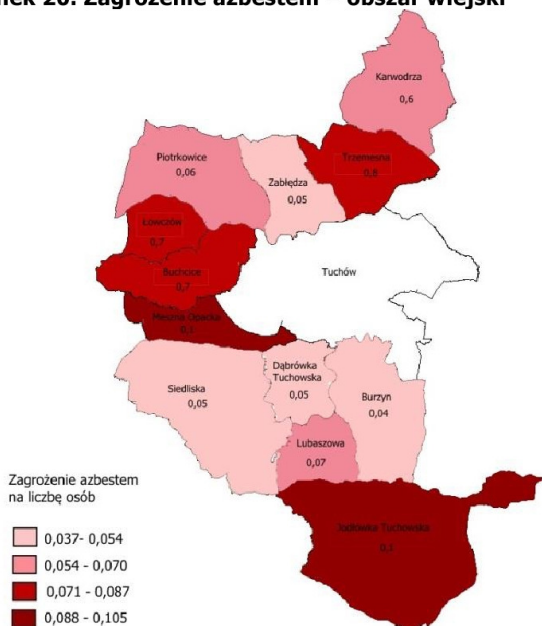 nek 20. Zagrożenie azbestem – obszar wiejski
Karwodrza
0,6
Piotrkowice
0,06
Zabłędza
0,05
Trzemesna
0,8
Łowczów
0,7
Buchcice
0,7
Tuchów
Meszna Opacka
0,1
Siedliska
0,05
Dąbrówka
Tuchowska
0,05
Burzyn
0,04
Lubaszowa
0,07
Jodłówka Tuchowska
0,1
Zagrożenie azbestem
na liczbę osób
0,037- 0,054
0,054 - 0,070
0,071 - 0,087
0,088 - 0,105